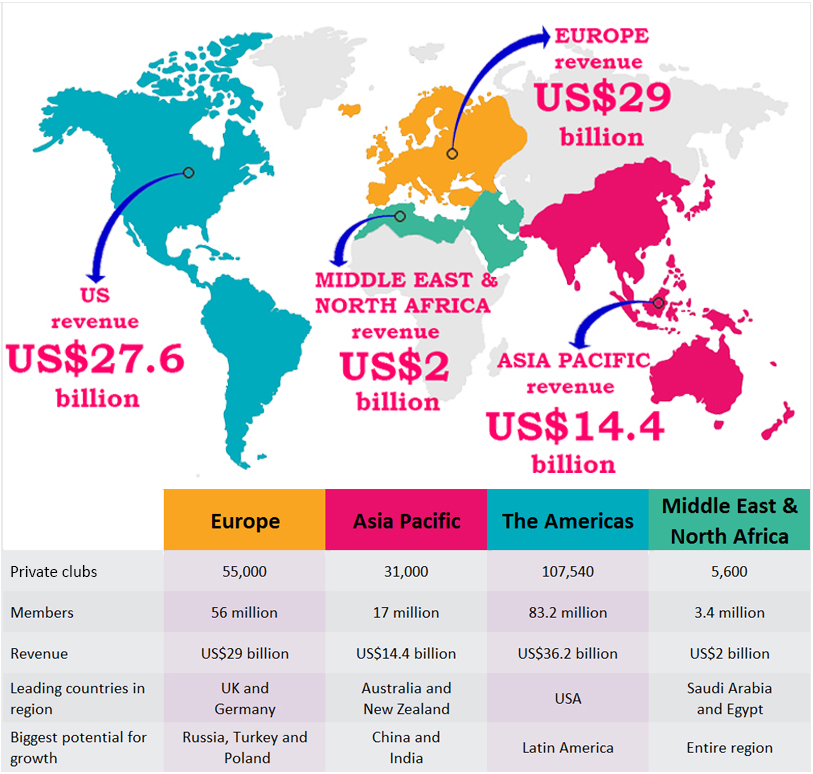 EUROPE
revenue
US$29
billion
US
revenue
US$27.6
billion
MIDDLE EAST &
NORTH AFRICA
revenue
US$2
billion
ASIA PACIFIC
revenue
US$14.4
billion
Europe Asia Pacific The Americas Middle East &
North Africa
Private clubs 55,000 31,000 107,540 5,600
Members 56 million 17 million 83.2 million 3.4 million
Revenue US$29 billion US$14.4 billion US$36.2 billion US$2 billion
Leading countries in UK and Australia and USA Saudi Arabia
region Germany New Zealand and Egypt
Biggest potential for Russia, Turkey and China and Latin America Entire region
growth Poland India